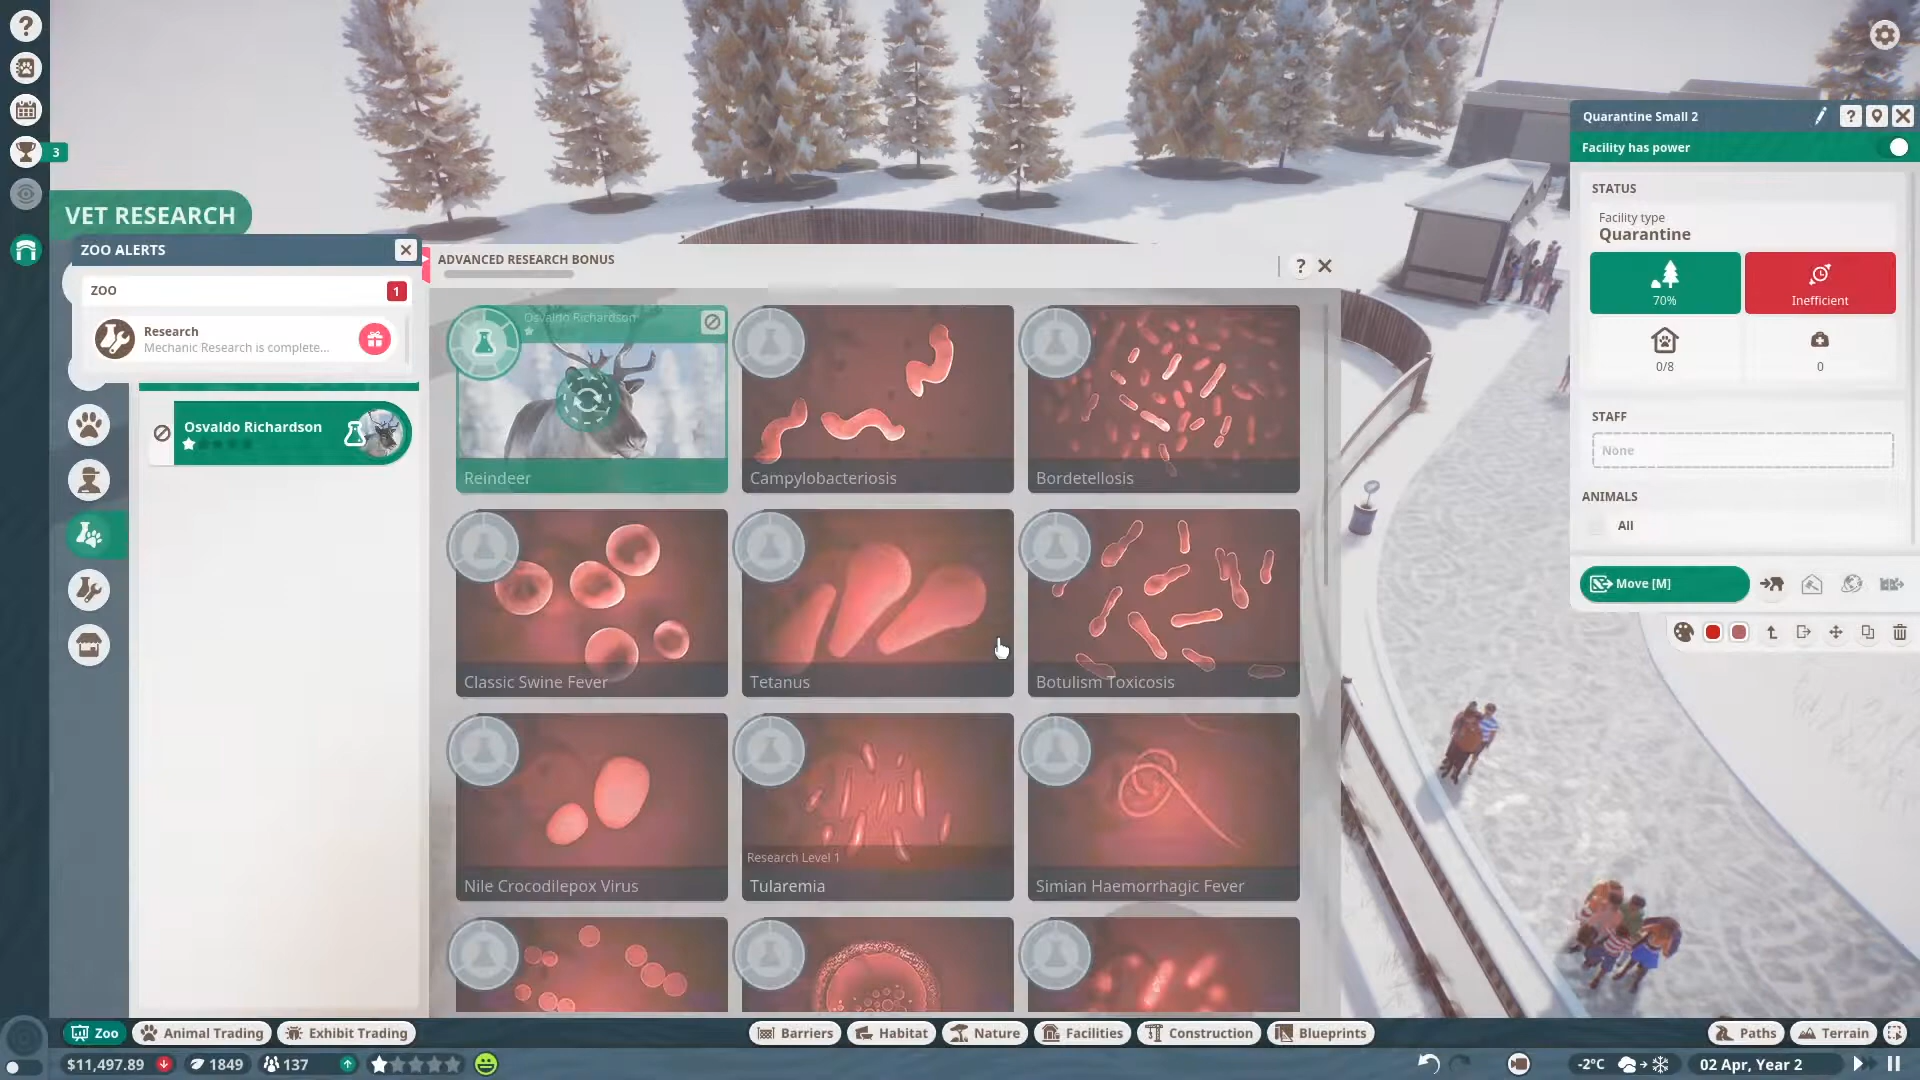 ?
3
VET RESEARCH
ZOO ALERTS
ZOO
1
Research
Mechanic Research is complete...
Osvaldo Richardson
ADVANCED RESEARCH BONUS
?
Osvaldo Richardson
Reindeer
Campylobacteriosis
Bordetellosis
Classic Swine Fever
Tetanus
Botulism Toxicosis
Nile Crocodilepox Virus
Research Level 1
Tularemia
Simian Haemorrhagic Fever
Quarantine Small 2
?
Facility has power
STATUS
Facility type
Quarantine
70%
Inefficient
0/8
0
STAFF
None
ANIMALS
All
Move [M]
Zoo
Animal Trading
Exhibit Trading
Barriers
Habitat
Nature
Facilities
Construction
Blueprints
Paths
Terrain
$11,497.89
1849
137
-2°C
02 Apr, Year 2